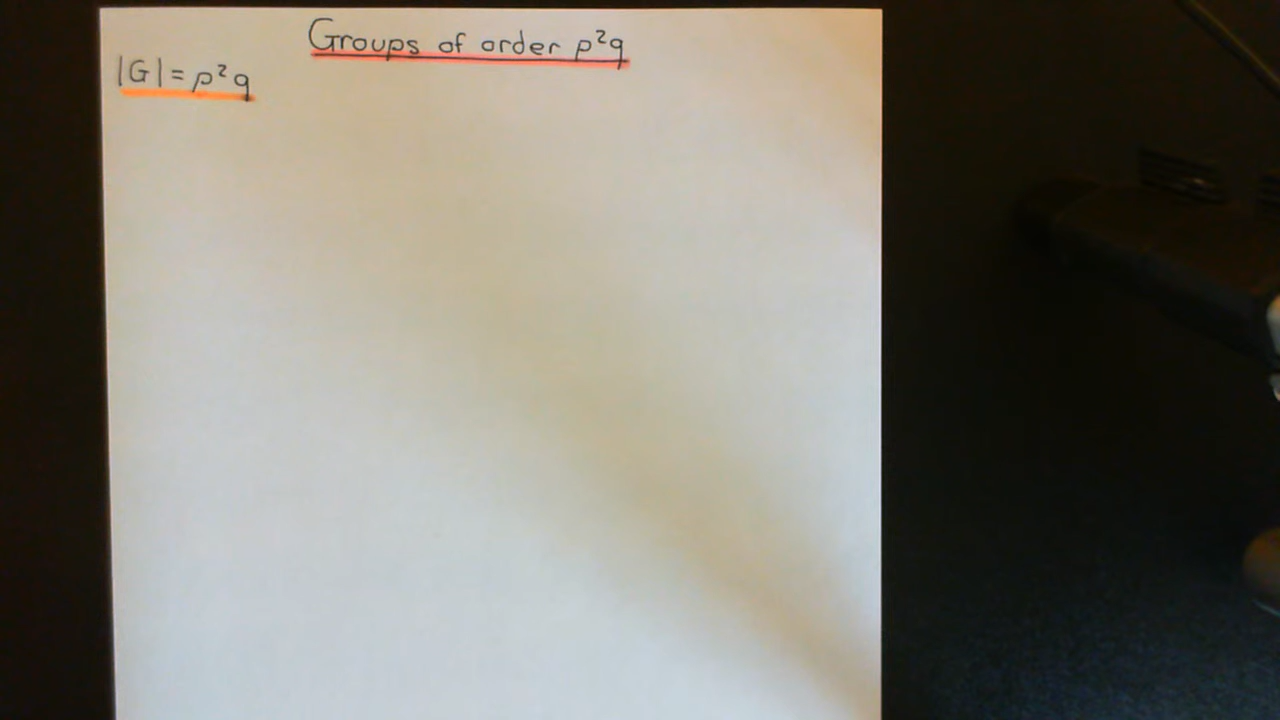 Groups of order p²q
|G| = p²q